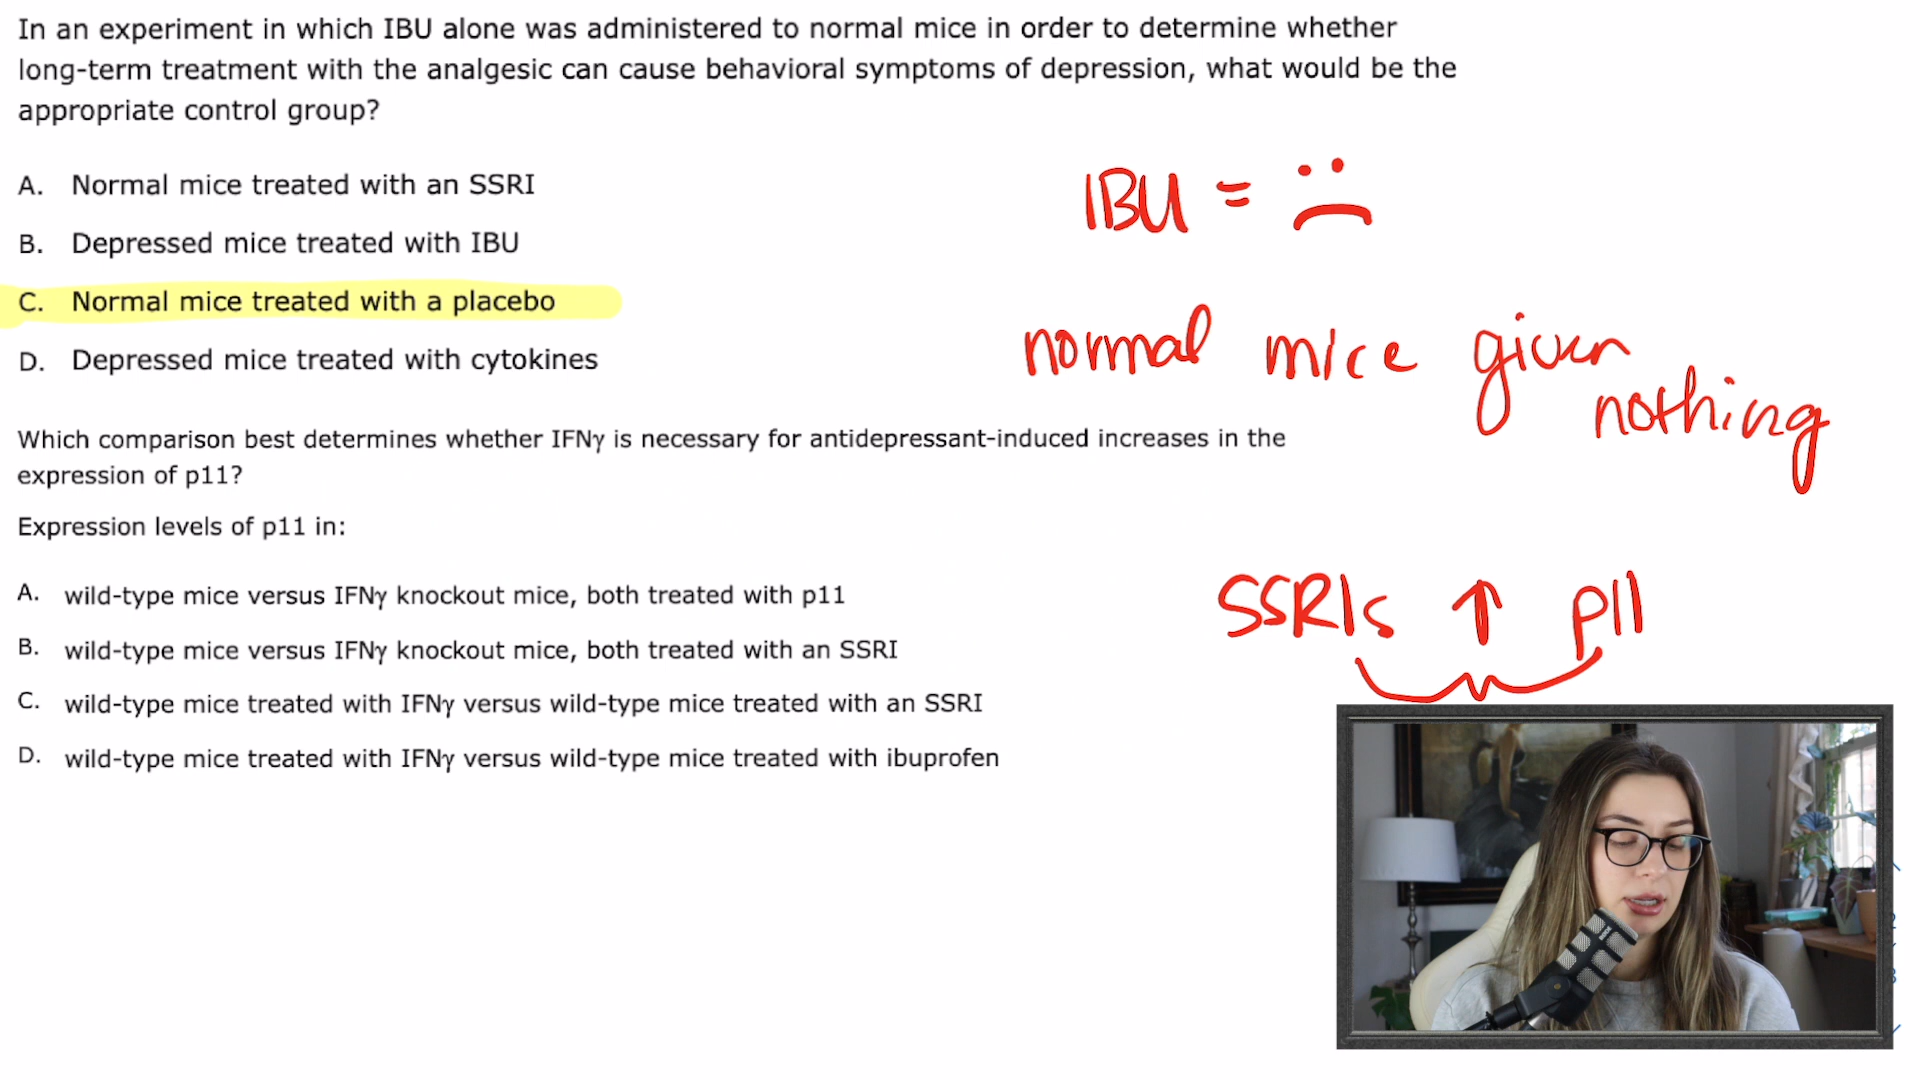 In an experiment in which IBU alone was administered to normal mice in order to determine whether
long-term treatment with the analgesic can cause behavioral symptoms of depression, what would be the
appropriate control group?
A. Normal mice treated with an SSRI
B. Depressed mice treated with IBU
C. Normal mice treated with a placebo
D. Depressed mice treated with cytokines
IBU =
normal mice given
nothing
Which comparison best determines whether IFNγ is necessary for antidepressant-induced increases in the
expression of p11?
Expression levels of p11 in:
A. wild-type mice versus IFNγ knockout mice, both treated with p11
B. wild-type mice versus IFNγ knockout mice, both treated with an SSRI
C. wild-type mice treated with IFNγ versus wild-type mice treated with an SSRI
D. wild-type mice treated with IFNγ versus wild-type mice treated with ibuprofen
SSRIs ↑ p11